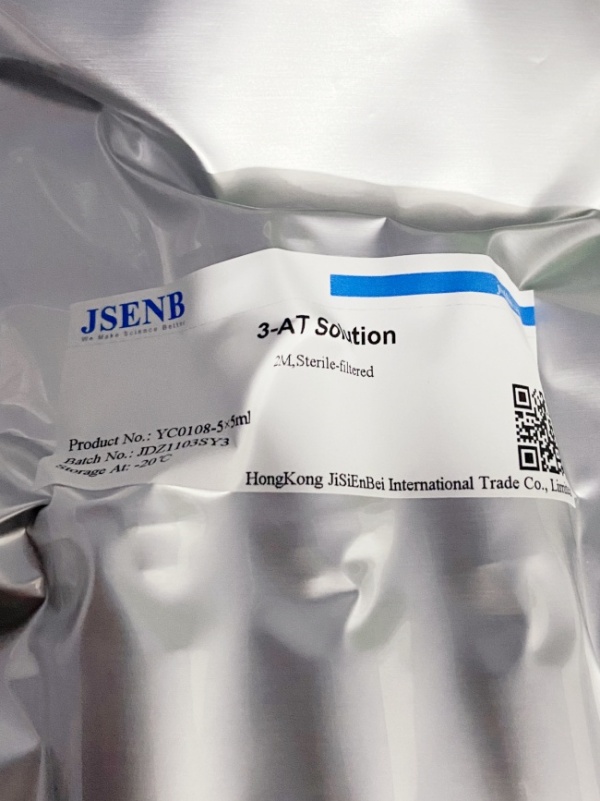 JSENB
We Make Science Better
3-AT Solution
2M,Sterile-filtered
Product No.: YC0108-5×5ml
Batch No.: JDZ1103SY3
Storage At: -20℃
HongKong JiSiEnBei International Trade Co.,